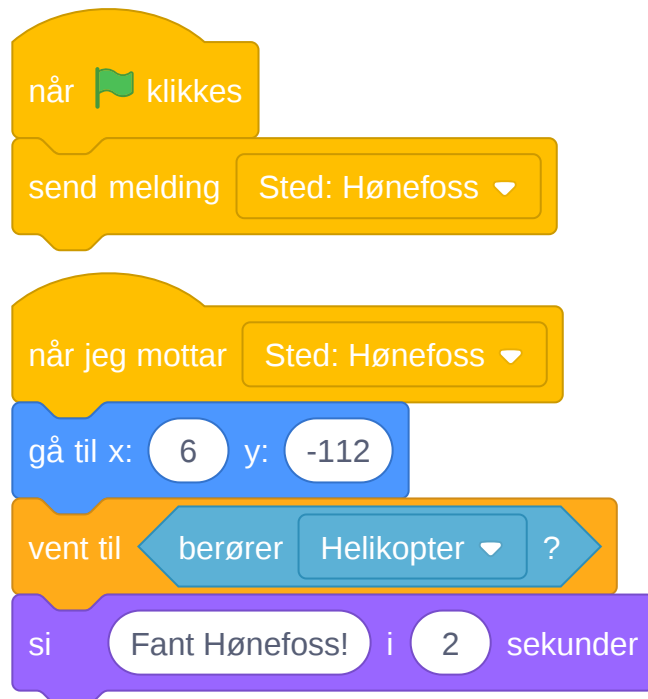 når klikkes
send melding Sted: Hønefoss
når jeg mottar Sted: Hønefoss
gå til x: 6 y: -112
vent til berører Helikopter ?
si Fant Hønefoss! i 2 sekunder